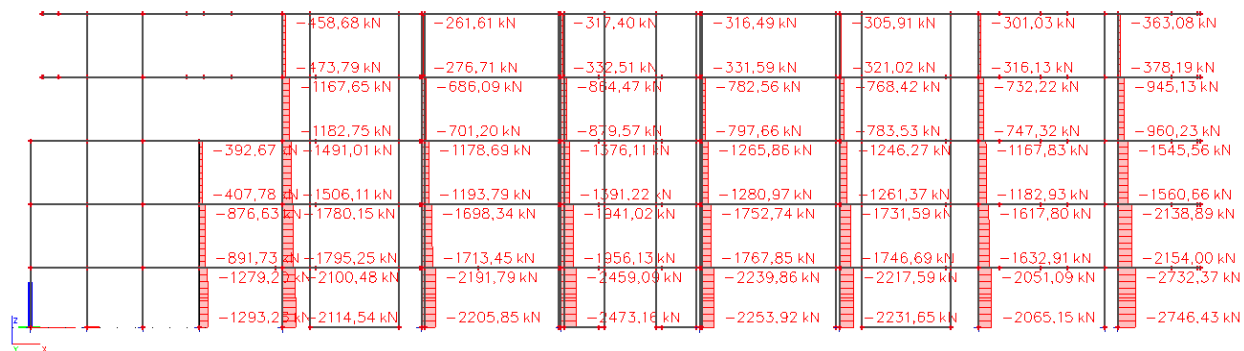 -458,68 kN -261,61 kN -317,40 kN -316,49 kN -305,91 kN -301,03 kN -363,08 kN
-473,79 kN -276,71 kN -332,51 kN -331,59 kN -321,02 kN -316,13 kN -378,19 kN
-1167,65 kN -686,09 kN -864,47 kN -782,56 kN -768,42 kN -732,22 kN -945,13 kN
-1182,75 kN -701,20 kN -879,57 kN -797,66 kN -783,53 kN -747,32 kN -960,23 kN
-392,67 kN -1491,01 kN -1178,69 kN -1376,11 kN -1265,86 kN -1246,27 kN -1167,83 kN -1545,56 kN
-407,78 kN -1506,11 kN -1193,79 kN -1391,22 kN -1280,97 kN -1261,37 kN -1182,93 kN -1560,66 kN
-876,63 kN -1780,15 kN -1698,34 kN -1941,02 kN -1752,74 kN -1731,59 kN -1617,80 kN -2138,89 kN
-891,73 kN -1795,25 kN -1713,45 kN -1956,13 kN -1767,85 kN -1746,69 kN -1632,91 kN -2154,00 kN
-1279,20 kN -2100,48 kN -2191,79 kN -2459,09 kN -2239,86 kN -2217,59 kN -2051,09 kN -2732,37 kN
-1293,23 kN -2114,54 kN -2205,85 kN -2473,16 kN -2253,92 kN -2231,65 kN -2065,15 kN -2746,43 kN
Z
Y X